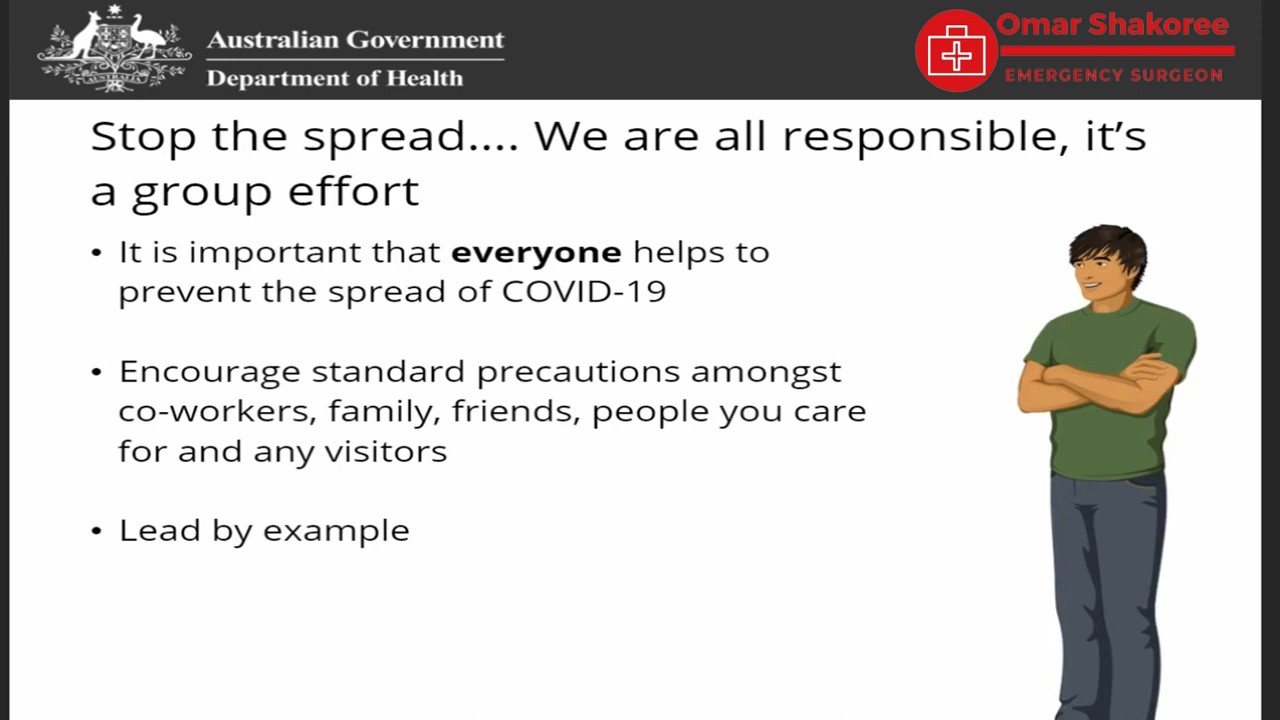 Australian Government
Department of Health
Omar Shakoree
EMERGENCY SURGEON
Stop the spread.... We are all responsible, it's
a group effort
• It is important that everyone helps to
prevent the spread of COVID-19
• Encourage standard precautions amongst
co-workers, family, friends, people you care
for and any visitors
• Lead by example